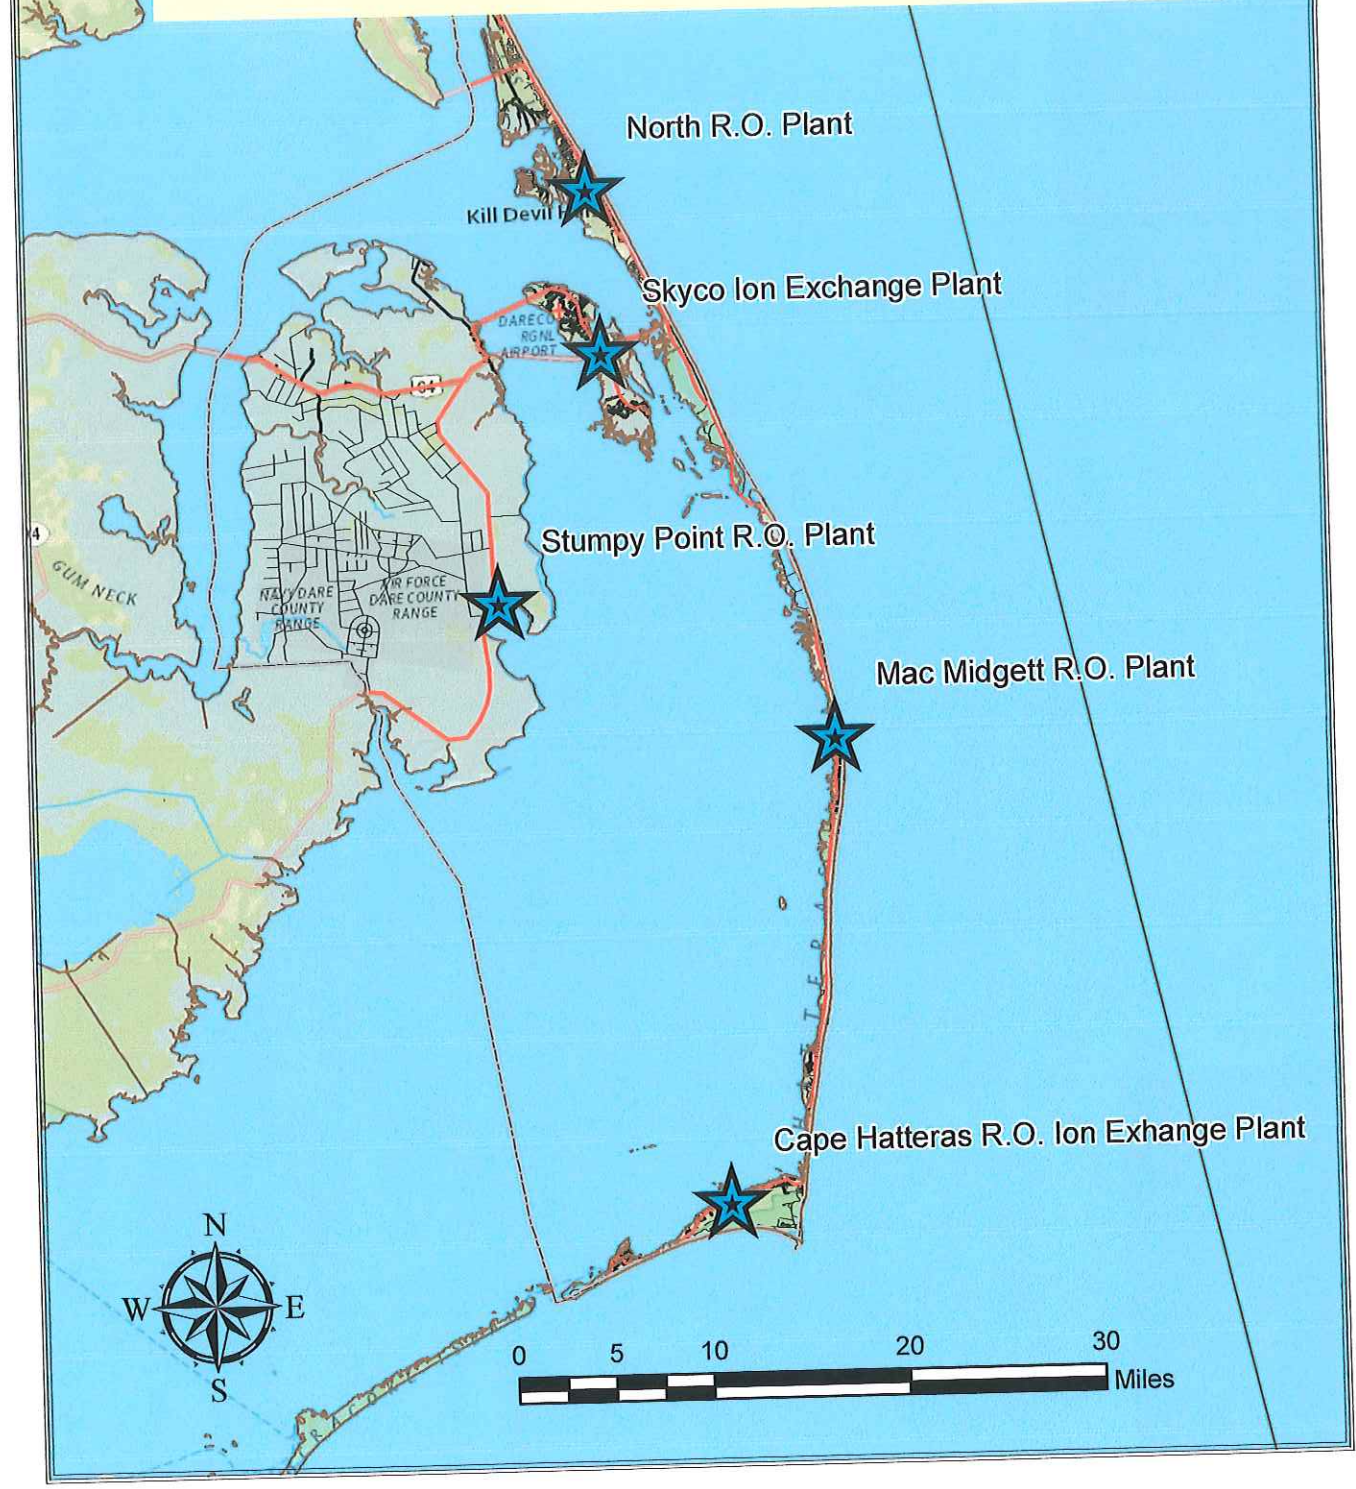 North R.O. Plant
Kill Devil H
Skyco Ion Exchange Plant
DARECO
RGNL
AIRPORT
64
Stumpy Point R.O. Plant
4
GUM NECK
NAVY DARE
COUNTY
RANGE
AIR FORCE
DARE COUNTY
RANGE
Mac Midgett R.O. Plant
Cape Hatteras R.O. Ion Exhange Plant
N
W E
S
0 5 10 20 30
Miles